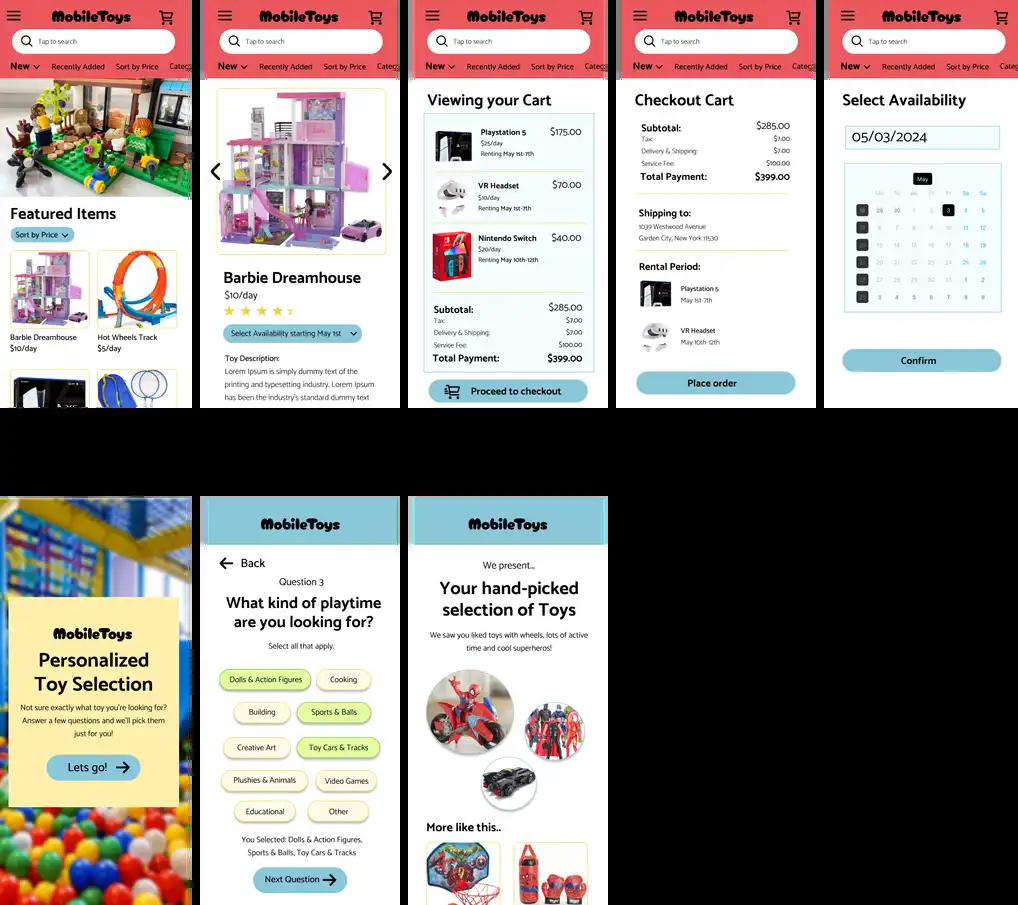 MobileToys
Tap to search
New
Recently Added
Sort by Price
Featured Items
Sort by Price
Barbie Dreamhouse
$10/day
Hot Wheels Track
$5/day
MobileToys
Tap to search
New
Recently Added
Sort by Price
Barbie Dreamhouse
$10/day
Select Availability starting May 1st
Toy Description:
Lorem Ipsum is simply dummy text of the
printing and typesetting industry. Lorem Ipsum
has been the industry's standard dummy text
MobileToys
Tap to search
New
Recently Added
Sort by Price
Viewing your Cart
Playstation 5 $175.00
$25/day
Renting May 1st-7th
VR Headset $70.00
$10/day
Renting May 1st-7th
Nintendo Switch $40.00
$20/day
Renting May 10th-12th
Subtotal: $285.00
Tax: $7.00
Delivery & Shipping: $7.00
Service Fee: $100.00
Total Payment: $399.00
Proceed to checkout
MobileToys
Tap to search
New
Recently Added
Sort by Price
Checkout Cart
Subtotal: $285.00
Tax: $7.00
Delivery & Shipping: $7.00
Service Fee: $100.00
Total Payment: $399.00
Shipping to:
1039 Westwood Avenue
Garden City, New York 11530
Rental Period:
Playstation 5
May 1st-7th
VR Headset
May 10th-12th
Place order
MobileToys
Tap to search
New
Recently Added
Sort by Price
Select Availability
05/03/2024
May
Mo Tu We Th Fr Sa Su
18 29 30 1 2 3 4 5
6 7 8 9 10 11 12
13 14 15 16 17 18 19
20 21 22 23 24 25 26
27 28 29 30 31 1 2
3 4 5 6 7 8 9
Confirm
MobileToys
Personalized
Toy Selection
Not sure exactly what toy you're looking for?
Answer a few questions and we'll pick them
just for you!
Lets go!
MobileToys
Back
Question 3
What kind of playtime
are you looking for?
Select all that apply.
Dolls & Action Figures
Cooking
Building
Sports & Balls
Creative Art
Toy Cars & Tracks
Plushies & Animals
Video Games
Educational
Other
You Selected: Dolls & Action Figures,
Sports & Balls, Toy Cars & Tracks
Next Question
MobileToys
We present...
Your hand-picked
selection of Toys
We saw you liked toys with wheels, lots of active
time and cool superheros!
More like this..